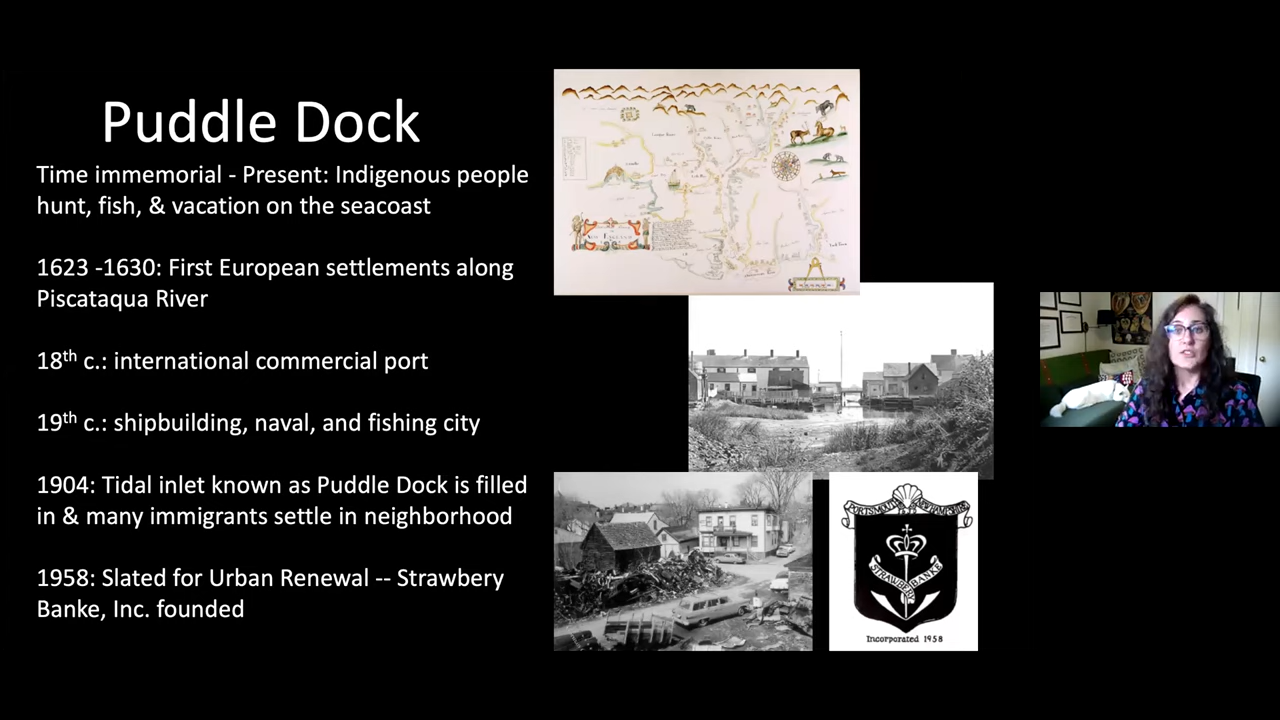 Puddle Dock
Time immemorial - Present: Indigenous people
hunt, fish, & vacation on the seacoast
1623 -1630: First European settlements along
Piscataqua River
18th c.: international commercial port
19th c.: shipbuilding, naval, and fishing city
1904: Tidal inlet known as Puddle Dock is filled
in & many immigrants settle in neighborhood
1958: Slated for Urban Renewal -- Strawbery
Banke, Inc. founded
PORTSMOUTH
STRAWBERY BANKE
Incorporated 1958